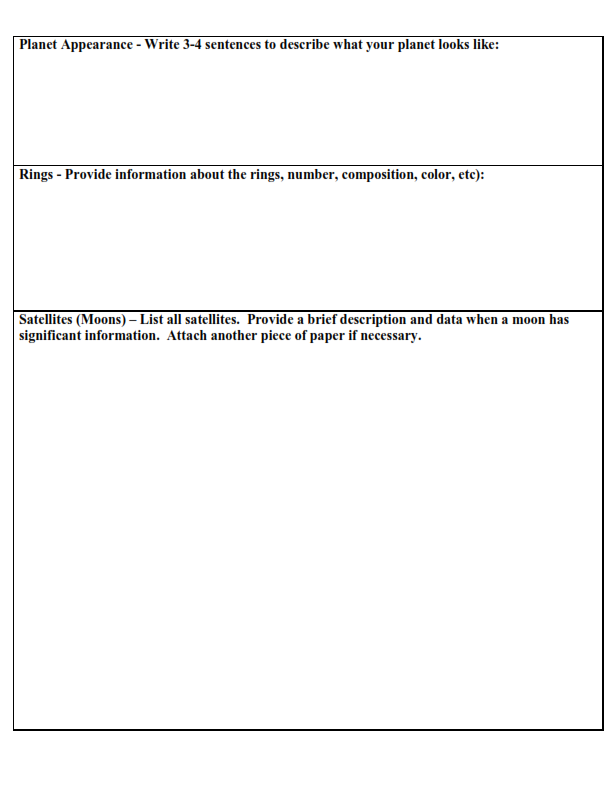 Planet Appearance - Write 3-4 sentences to describe what your planet looks like:
Rings - Provide information about the rings, number, composition, color, etc):
Satellites (Moons) – List all satellites.  Provide a brief description and data when a moon has
significant information.  Attach another piece of paper if necessary.